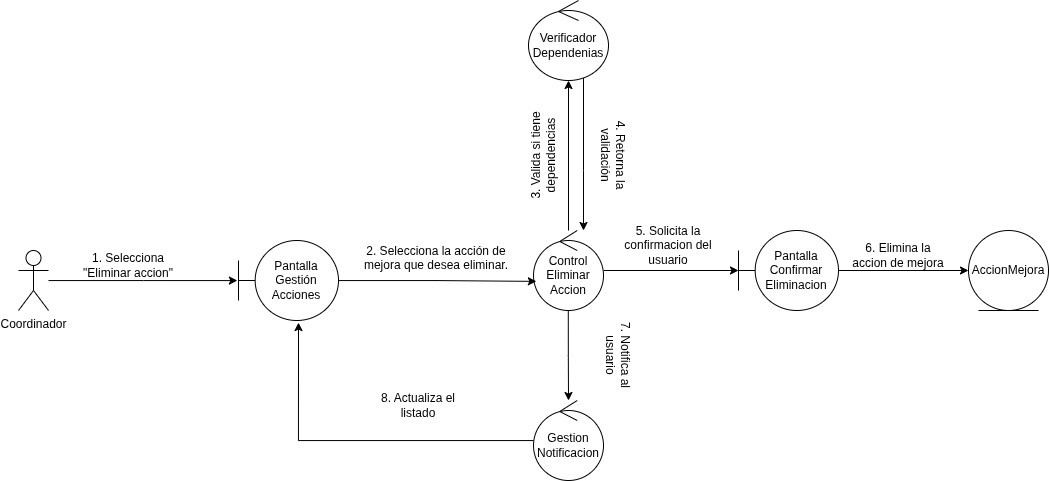 Verificador
Dependenias
3. Valida si tiene
dependencias
4. Retorna la
validación
1. Selecciona
"Eliminar accion"
Pantalla
Gestión
Acciones
2. Selecciona la acción de
mejora que desea eliminar.
Control
Eliminar
Accion
5. Solicita la
confirmacion del
usuario
Pantalla
Confirmar
Eliminacion
6. Elimina la
accion de mejora
AccionMejora
Coordinador
7. Notifica al
usuario
8. Actualiza el
listado
Gestion
Notificacion